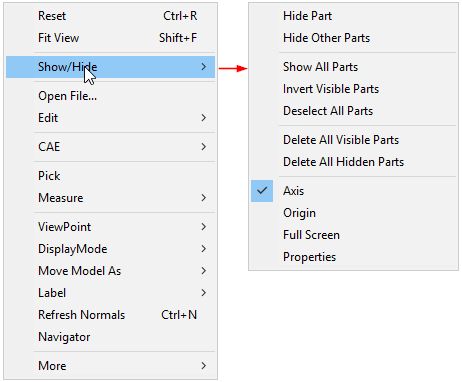 Reset Ctrl+R
Fit View Shift+F
Show/Hide
Open File...
Edit
CAE
Pick
Measure
ViewPoint
DisplayMode
Move Model As
Label
Refresh Normals Ctrl+N
Navigator
More
Hide Part
Hide Other Parts
Show All Parts
Invert Visible Parts
Deselect All Parts
Delete All Visible Parts
Delete All Hidden Parts
Axis
Origin
Full Screen
Properties